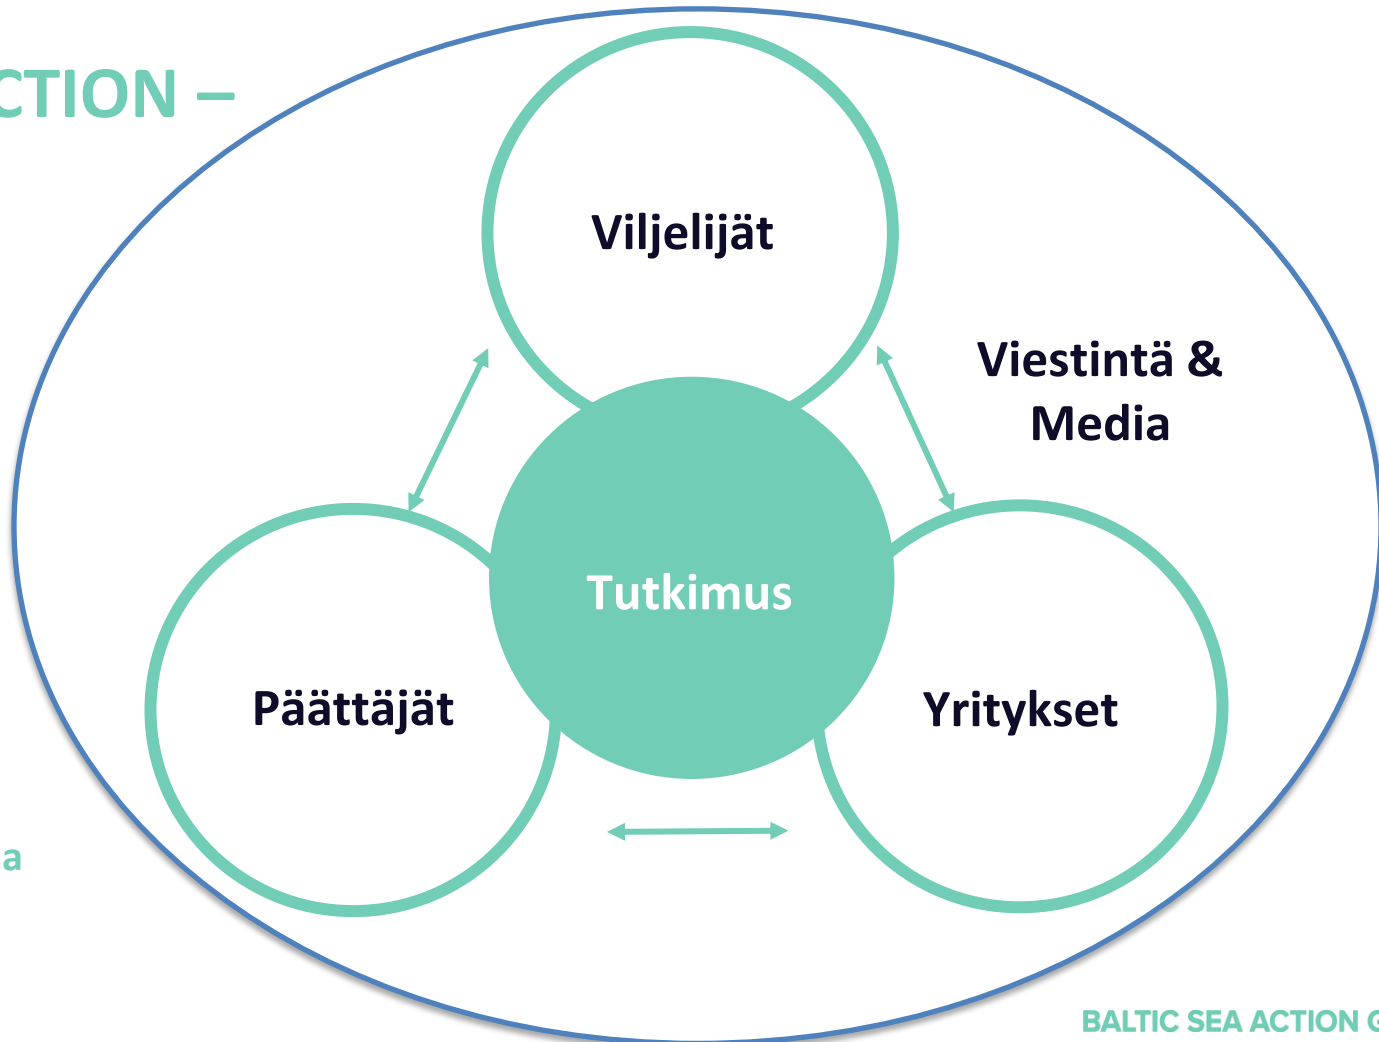 CTION –
Viljelijät
Viestintä &
Media
Tutkimus
Päättäjät
Yritykset
a
BALTIC SEA ACTION G